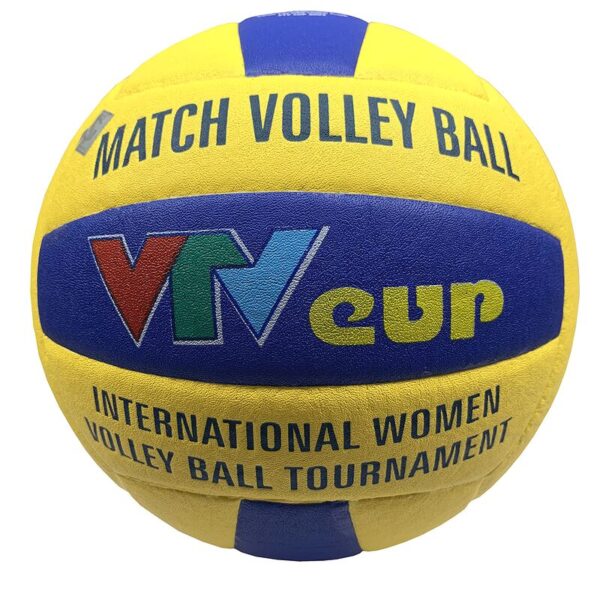 MATCH VOLLEY BALL
VTV cup
INTERNATIONAL WOMEN
VOLLEY BALL TOURNAMENT